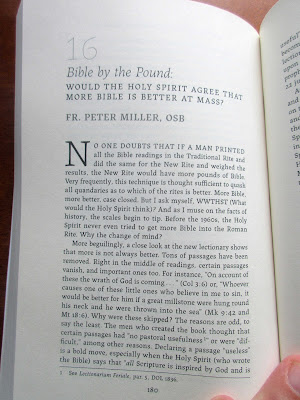 16
Bible by the Pound:
WOULD THE HOLY SPIRIT AGREE THAT
MORE BIBLE IS BETTER AT MASS?
FR. PETER MILLER, OSB
NO ONE DOUBTS THAT IF A MAN PRINTED
all the Bible readings in the Traditional Rite and
did the same for the New Rite and weighed the
results, the New Rite would have more pounds of Bible.
Very frequently, this technique is thought sufficient to quash
all quandaries as to which of the rites is better. More Bible,
more better, case closed. But I ask myself, WWTHST (What
would the Holy Spirit think)? And as I muse on the facts of
history, the scales begin to tip. Before the 1960s, the Holy
Spirit never even tried to get more Bible into the Roman
Rite. Why the change of mind?
More beguilingly, a close look at the new lectionary shows
that more is not always better. Tons of passages have been
removed. Right in the middle of readings, certain passages
vanish, and important ones too. For instance, "On account of
these the wrath of God is coming . . ." (Col 3:6) or, "Whoever
causes one of these little ones who believe in me to sin, it
would be better for him if a great millstone were hung round
his neck and he were thrown into the sea" (Mk 9:42 and
Mt 18:6). Why were these skipped? The reasons are odd, to
say the least. The men who created the book thought that
certain passages had "no pastoral usefulness" or were "dif-
ficult," among other reasons. Declaring a passage "useless"
is a bold move, especially when the Holy Spirit (who wrote
the Bible) says that "all Scripture is inspired by God and is
1 See Lectionarium Feriale, par. 5. DOL 1836.
180